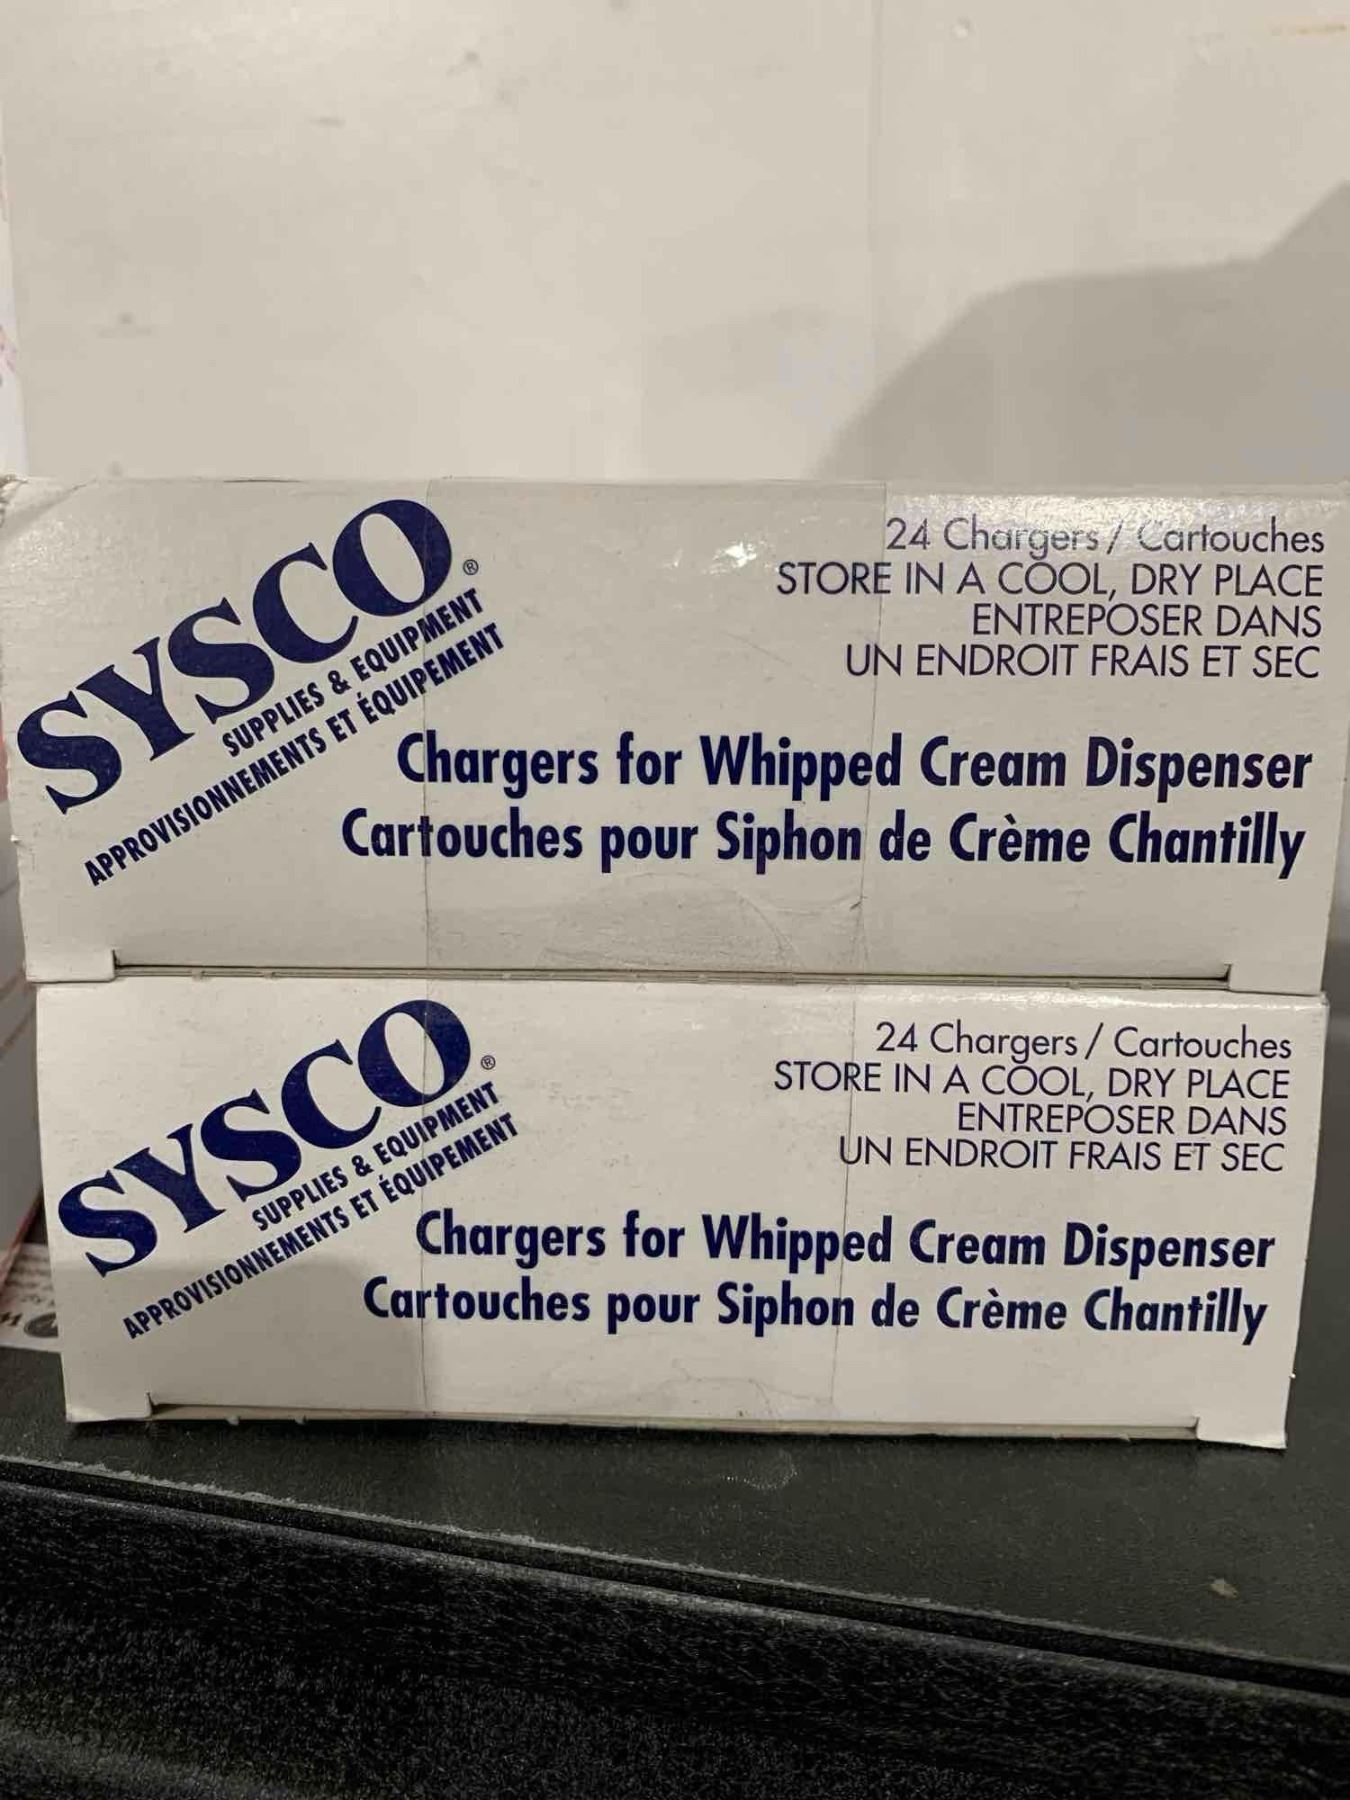 SYSCO®
SUPPLIES & EQUIPMENT
APPROVISIONNEMENTS ET ÉQUIPEMENT
24 Chargers / Cartouches
STORE IN A COOL, DRY PLACE
ENTREPOSER DANS
UN ENDROIT FRAIS ET SEC
Chargers for Whipped Cream Dispenser
Cartouches pour Siphon de Crème Chantilly
SYSCO®
SUPPLIES & EQUIPMENT
APPROVISIONNEMENTS ET ÉQUIPEMENT
24 Chargers / Cartouches
STORE IN A COOL, DRY PLACE
ENTREPOSER DANS
UN ENDROIT FRAIS ET SEC
Chargers for Whipped Cream Dispenser
Cartouches pour Siphon de Crème Chantilly